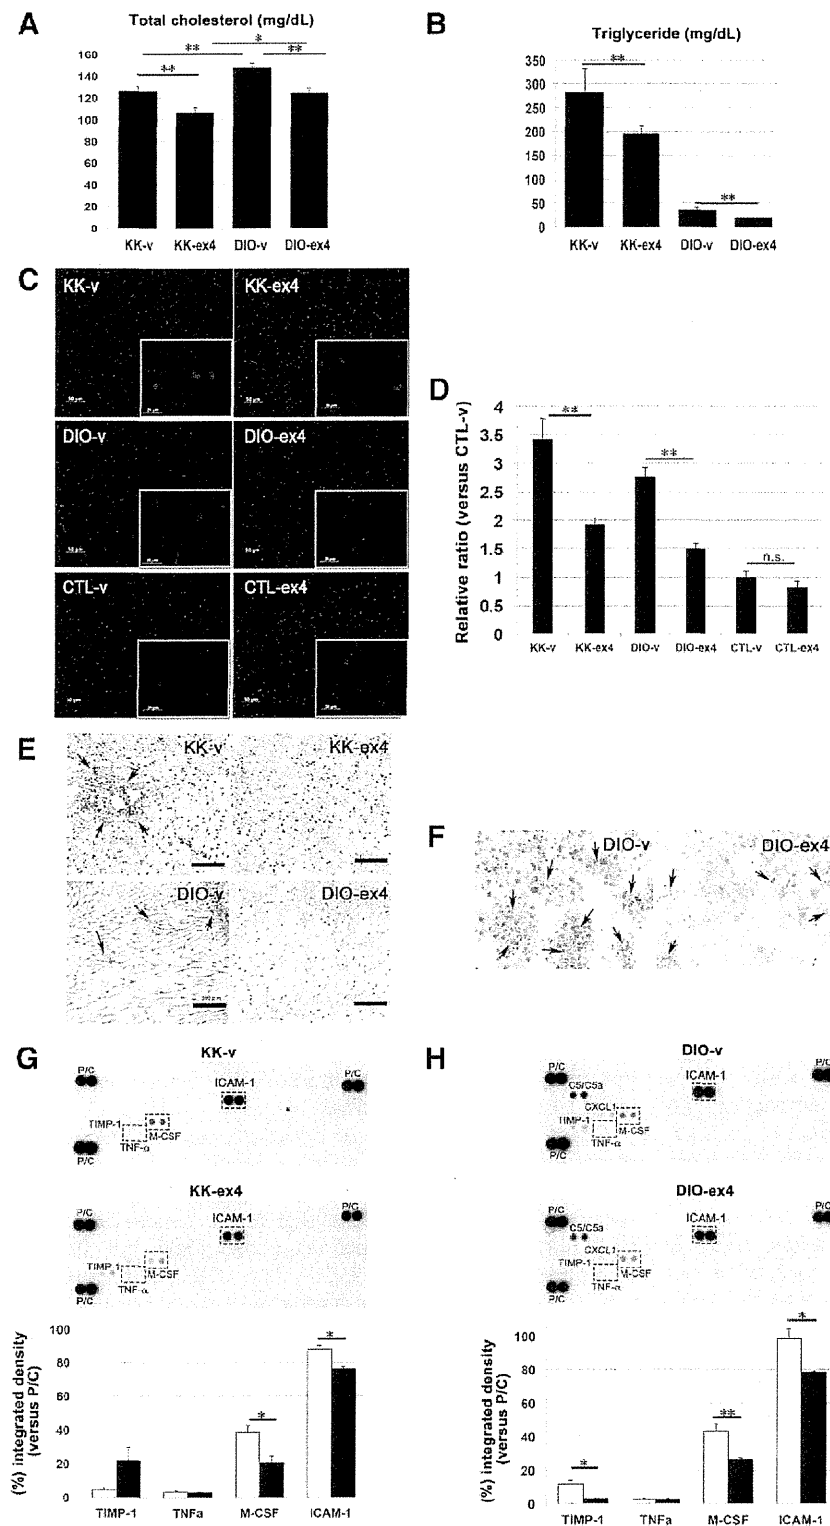 A
Total cholesterol (mg/dL)
** * **
**
160
140
120
100
80
60
40
20
0
KK-v KK-ex4 DIO-v DIO-ex4
B
Triglyceride (mg/dL)
350
300
250
200
150
100
50
0
**
**
KK-v KK-ex4 DIO-v DIO-ex4
C
KK-v KK-ex4
DIO-v DIO-ex4
CTL-v CTL-ex4
D
Relative ratio (versus CTL-v)
4
3.5
3
2.5
2
1.5
1
0.5
0
**
**
n.s.
KK-v KK-ex4 DIO-v DIO-ex4 CTL-v CTL-ex4
E
KK-v KK-ex4
DIO-v DIO-ex4
F
DIO-v DIO-ex4
G
KK-v
P/C P/C
ICAM-1
TIMP-1
M-CSF
TNF-α
P/C
KK-ex4
P/C P/C
ICAM-1
TIMP-1
M-CSF
TNF-α
P/C
(%) integrated density
(versus P/C)
100
80
60
40
20
0
*
*
TIMP-1 TNFa M-CSF ICAM-1
H
DIO-v
P/C P/C
C5/C5a
ICAM-1
CXCL1
TIMP-1
M-CSF
TNF-α
P/C
DIO-ex4
P/C P/C
C5/C5a
ICAM-1
CXCL1
TIMP-1
M-CSF
TNF-α
P/C
(%) integrated density
(versus P/C)
100
80
60
40
20
0
*
**
*
TIMP-1 TNFa M-CSF ICAM-1